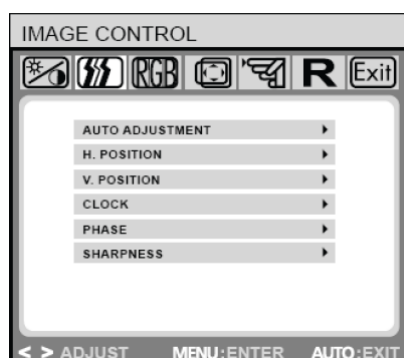 IMAGE CONTROL
RGB R Exit
AUTO ADJUSTMENT
H. POSITION
V. POSITION
CLOCK
PHASE
SHARPNESS
< > ADJUST MENU:ENTER AUTO:EXIT